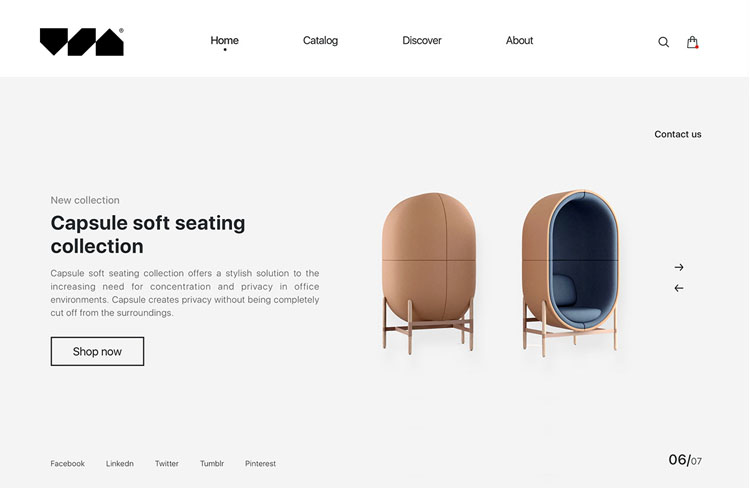 ®
Home
Catalog
Discover
About
Contact us
New collection
Capsule soft seating
collection
Capsule soft seating collection offers a stylish solution to the
increasing need for concentration and privacy in office
environments. Capsule creates privacy without being completely
cut off from the surroundings.
Shop now
Facebook
Linkedn
Twitter
Tumblr
Pinterest
06/07